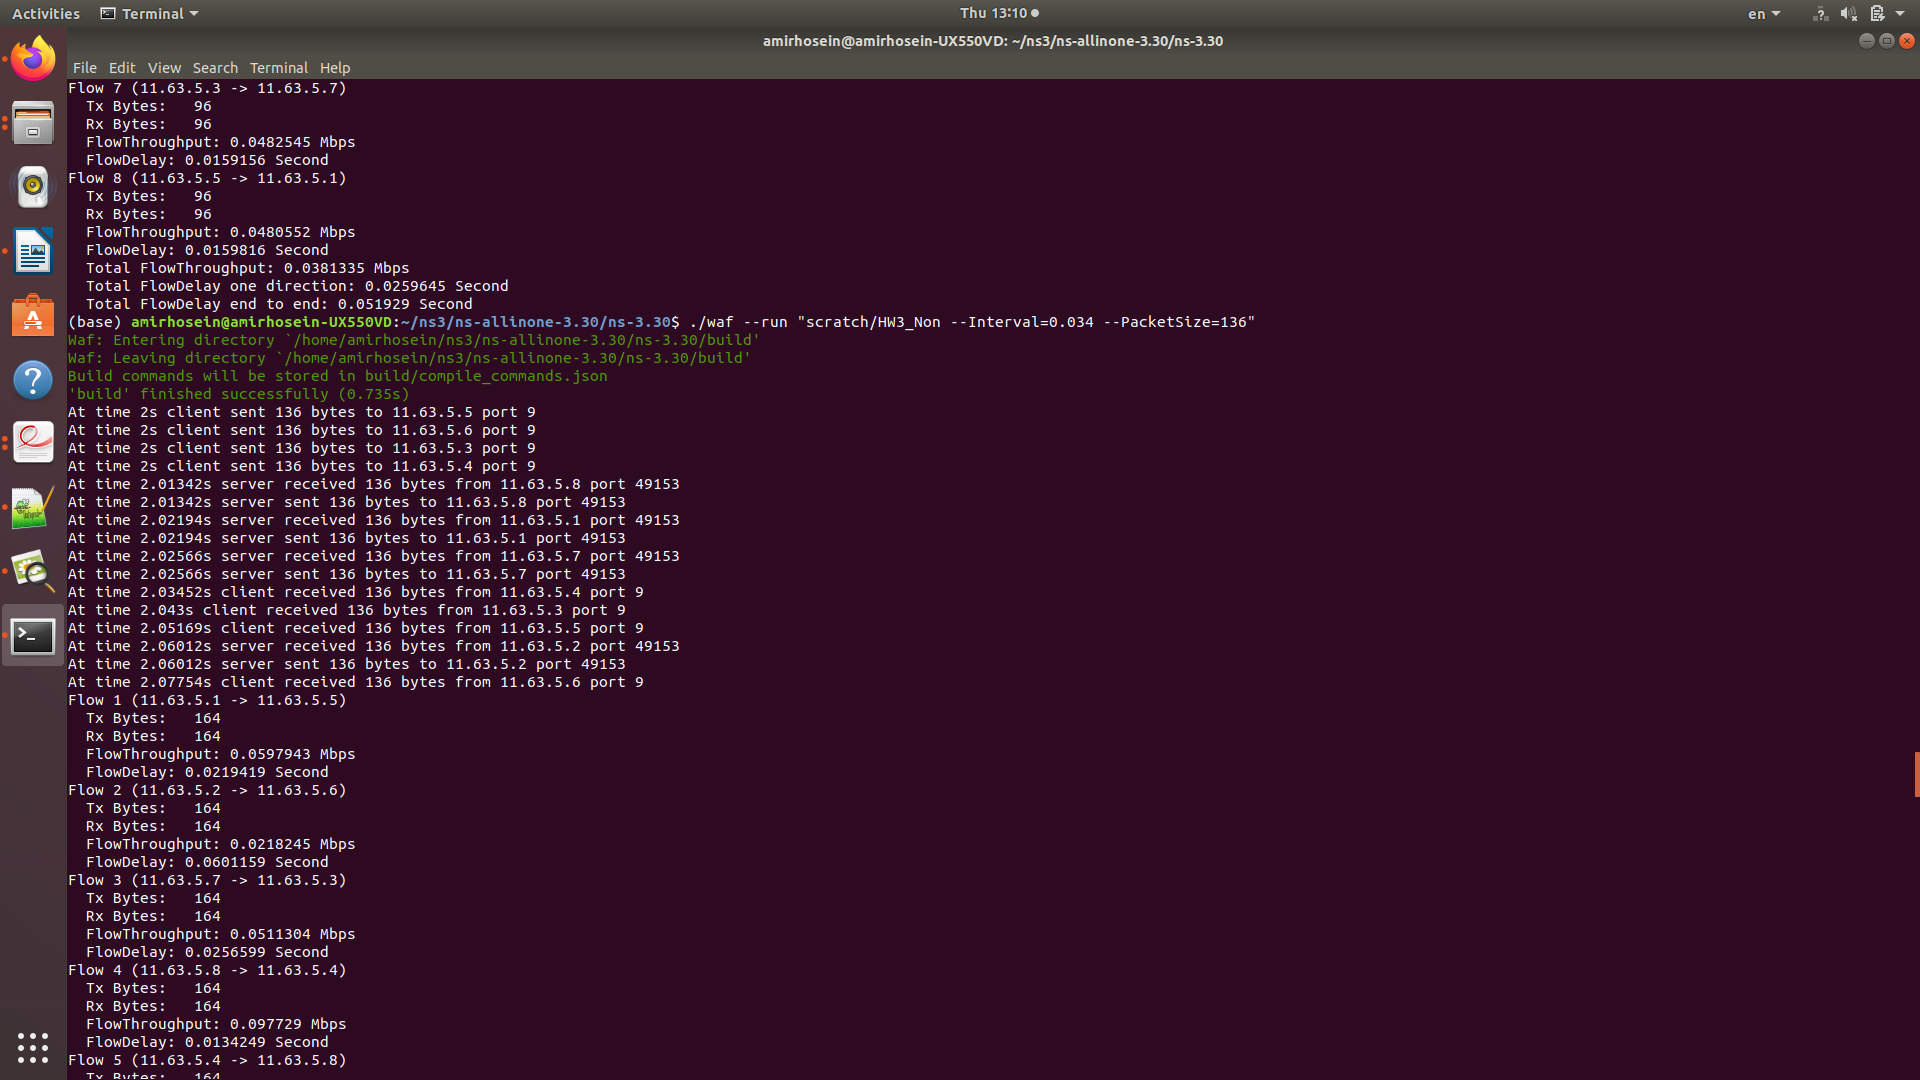 Activities Terminal Thu 13:10 en
amirhosein@amirhosein-UX550VD: ~/ns3/ns-allinone-3.30/ns-3.30
File Edit View Search Terminal Help
Flow 7 (11.63.5.3 -> 11.63.5.7)
  Tx Bytes:   96
  Rx Bytes:   96
  FlowThroughput: 0.0482545 Mbps
  FlowDelay: 0.0159156 Second
Flow 8 (11.63.5.5 -> 11.63.5.1)
  Tx Bytes:   96
  Rx Bytes:   96
  FlowThroughput: 0.0480552 Mbps
  FlowDelay: 0.0159816 Second
  Total FlowThroughput: 0.0381335 Mbps
  Total FlowDelay one direction: 0.0259645 Second
  Total FlowDelay end to end: 0.051929 Second
(base) amirhosein@amirhosein-UX550VD:~/ns3/ns-allinone-3.30/ns-3.30$ ./waf --run "scratch/HW3_Non --Interval=0.034 --PacketSize=136"
Waf: Entering directory `/home/amirhosein/ns3/ns-allinone-3.30/ns-3.30/build'
Waf: Leaving directory `/home/amirhosein/ns3/ns-allinone-3.30/ns-3.30/build'
Build commands will be stored in build/compile_commands.json
'build' finished successfully (0.735s)
At time 2s client sent 136 bytes to 11.63.5.5 port 9
At time 2s client sent 136 bytes to 11.63.5.6 port 9
At time 2s client sent 136 bytes to 11.63.5.3 port 9
At time 2s client sent 136 bytes to 11.63.5.4 port 9
At time 2.01342s server received 136 bytes from 11.63.5.8 port 49153
At time 2.01342s server sent 136 bytes to 11.63.5.8 port 49153
At time 2.02194s server received 136 bytes from 11.63.5.1 port 49153
At time 2.02194s server sent 136 bytes to 11.63.5.1 port 49153
At time 2.02566s server received 136 bytes from 11.63.5.7 port 49153
At time 2.02566s server sent 136 bytes to 11.63.5.7 port 49153
At time 2.03452s client received 136 bytes from 11.63.5.4 port 9
At time 2.043s client received 136 bytes from 11.63.5.3 port 9
At time 2.05169s client received 136 bytes from 11.63.5.5 port 9
At time 2.06012s server received 136 bytes from 11.63.5.2 port 49153
At time 2.06012s server sent 136 bytes to 11.63.5.2 port 49153
At time 2.07754s client received 136 bytes from 11.63.5.6 port 9
Flow 1 (11.63.5.1 -> 11.63.5.5)
  Tx Bytes:   164
  Rx Bytes:   164
  FlowThroughput: 0.0597943 Mbps
  FlowDelay: 0.0219419 Second
Flow 2 (11.63.5.2 -> 11.63.5.6)
  Tx Bytes:   164
  Rx Bytes:   164
  FlowThroughput: 0.0218245 Mbps
  FlowDelay: 0.0601159 Second
Flow 3 (11.63.5.7 -> 11.63.5.3)
  Tx Bytes:   164
  Rx Bytes:   164
  FlowThroughput: 0.0511304 Mbps
  FlowDelay: 0.0256599 Second
Flow 4 (11.63.5.8 -> 11.63.5.4)
  Tx Bytes:   164
  Rx Bytes:   164
  FlowThroughput: 0.097729 Mbps
  FlowDelay: 0.0134249 Second
Flow 5 (11.63.5.4 -> 11.63.5.8)
  Tx Bytes:   164